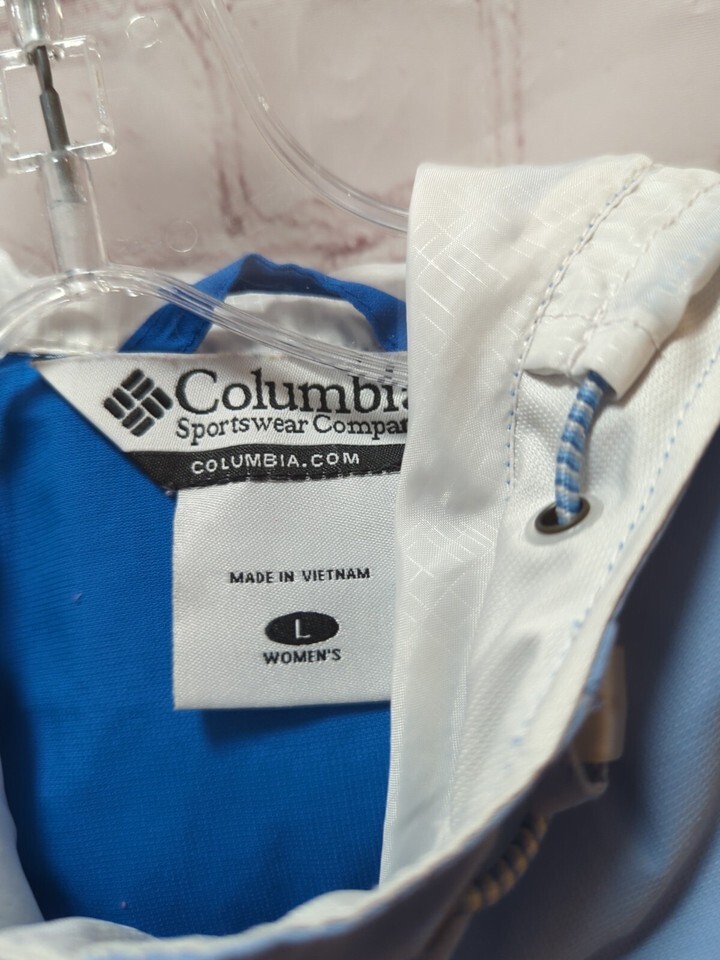 Columbia
Sportswear Compan
COLUMBIA.COM
MADE IN VIETNAM
L
WOMEN'S